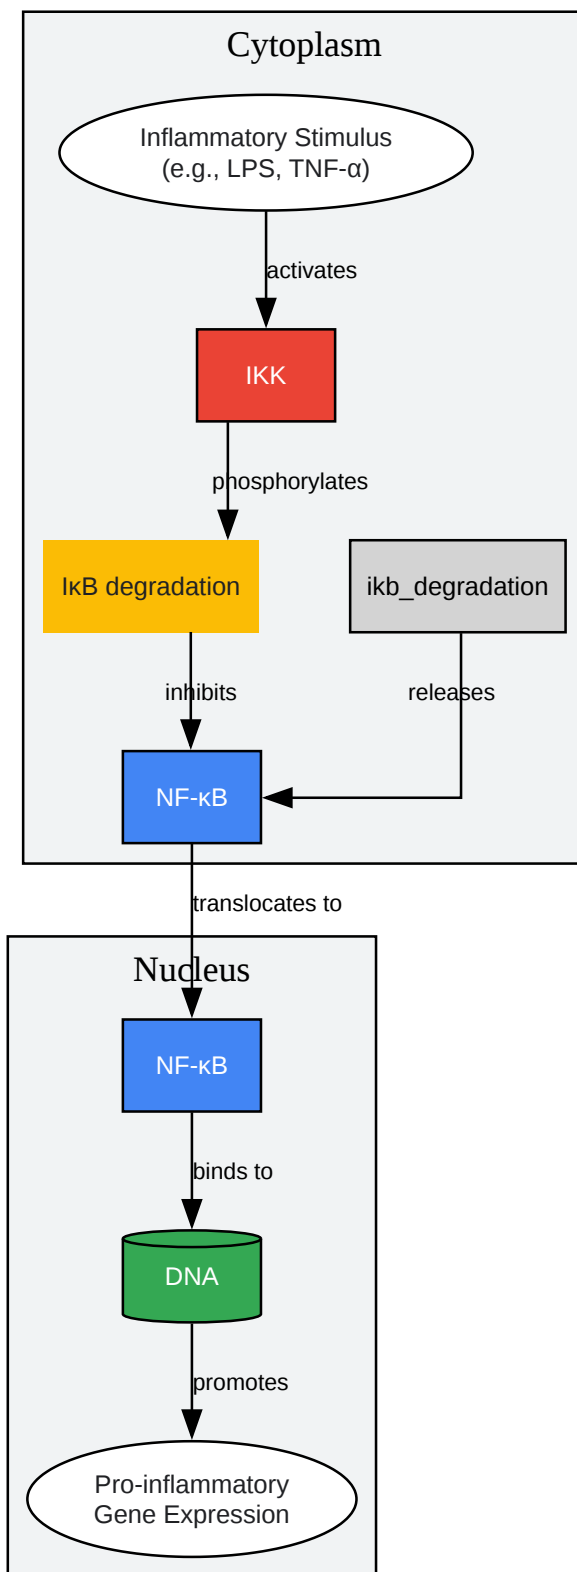 Cytoplasm
Inflammatory Stimulus
(e.g., LPS, TNF-α)
activates
IKK
phosphorylates
IκB degradation
ikb_degradation
inhibits
releases
NF-κB
translocates to
Nucleus
NF-κB
binds to
DNA
promotes
Pro-inflammatory
Gene Expression